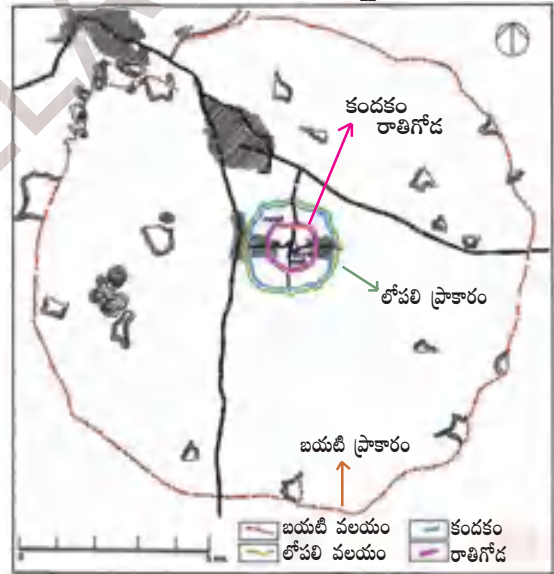 కందకం
రాతిగోడ
లోపలి ప్రాకారం
బయటి ప్రాకారం
బయటి వలయం
కందకం
లోపలి వలయం
రాతిగోడ